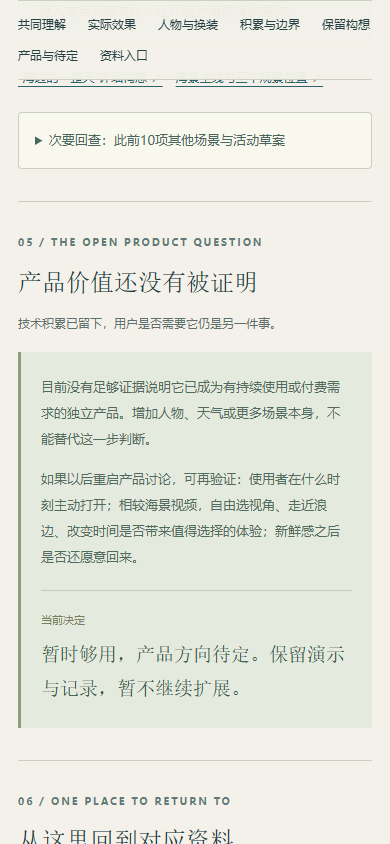 共同理解 实际效果 人物与换装 积累与边界 保留构想
产品与待定 资料入口
▶ 次要回查：此前10项其他场景与活动草案
05 / THE OPEN PRODUCT QUESTION
产品价值还没有被证明
技术积累已留下，用户是否需要它仍是另一件事。
目前没有足够证据说明它已成为有持续使用或付费需
求的独立产品。增加人物、天气或更多场景本身，不
能替代这一步判断。
如果以后重启产品讨论，可再验证：使用者在什么时
刻主动打开；相较海景视频，自由选视角、走近浪
边、改变时间是否带来值得选择的体验；新鲜感之后
是否还愿意回来。
当前决定
暂时够用，产品方向待定。保留演示
与记录，暂不继续扩展。
06 / ONE PLACE TO RETURN TO
从这里回到对应资料